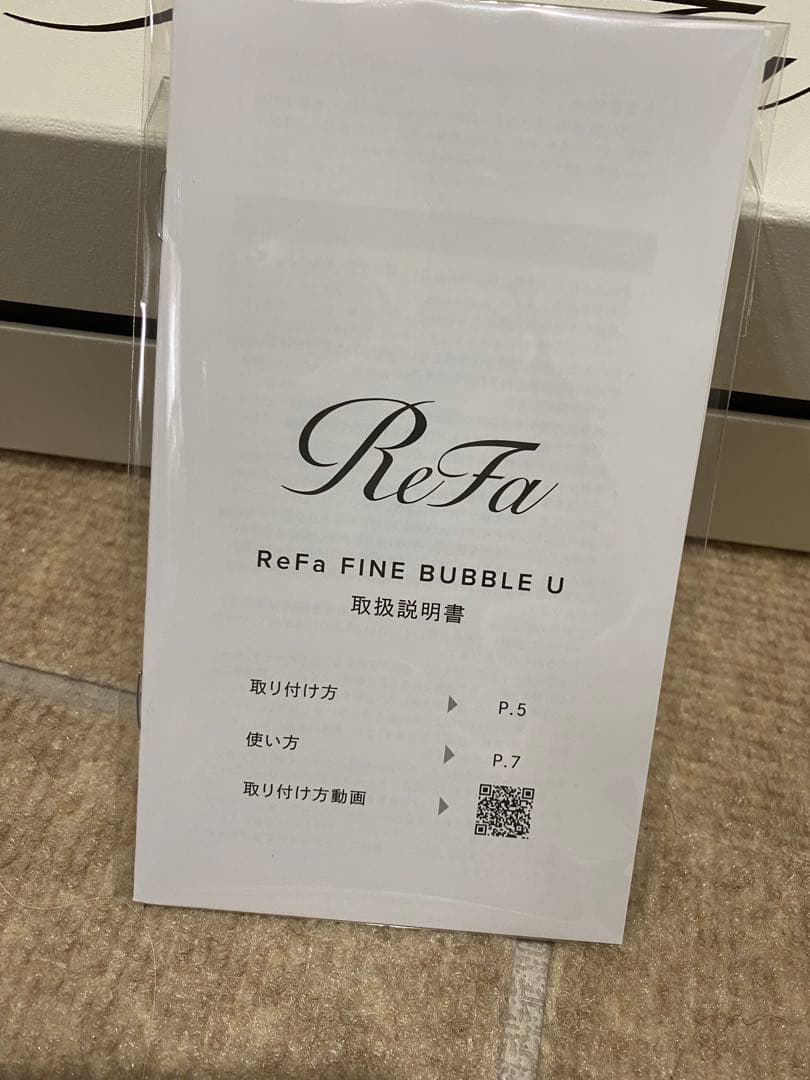 ReFa
ReFa FINE BUBBLE U
取扱説明書
取り付け方 ▶ P.5
使い方 ▶ P.7
取り付け方動画 ▶